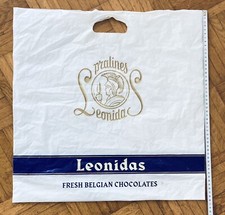 Pralines
Leonidas
Leonidas
FRESH BELGIAN CHOCOLATES